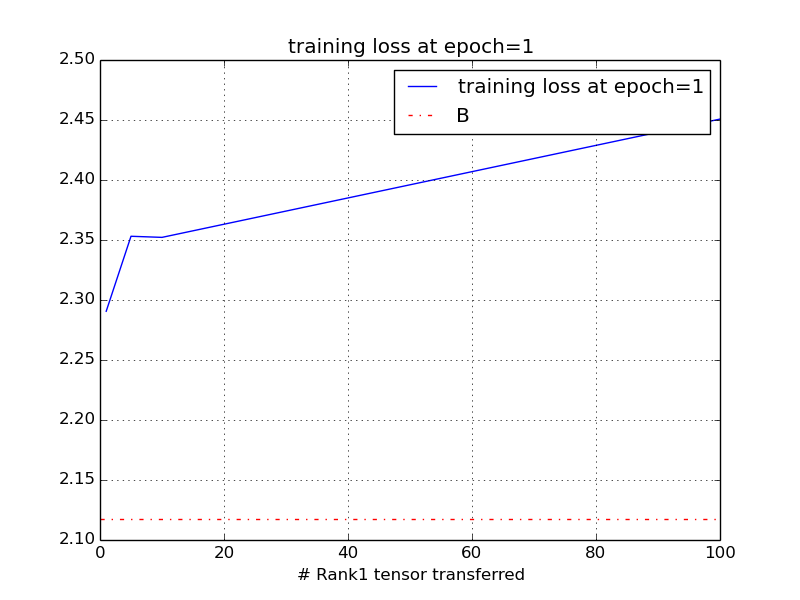 training loss at epoch=1
training loss at epoch=1
B
2.50
2.45
2.40
2.35
2.30
2.25
2.20
2.15
2.10
0 20 40 60 80 100
# Rank1 tensor transferred